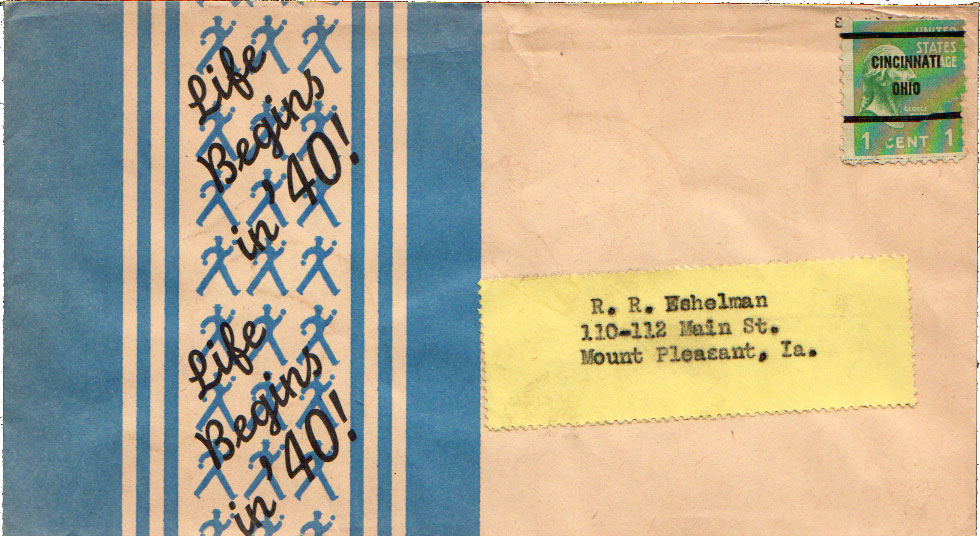 Life
Begins
in '40!
Life
Begins
in '40!
UNITED
STATES
CINCINNATI
OHIO
GEORGE
1 CENT 1
R. R. Eshelman
110-112 Main St.
Mount Pleasant, Ia.